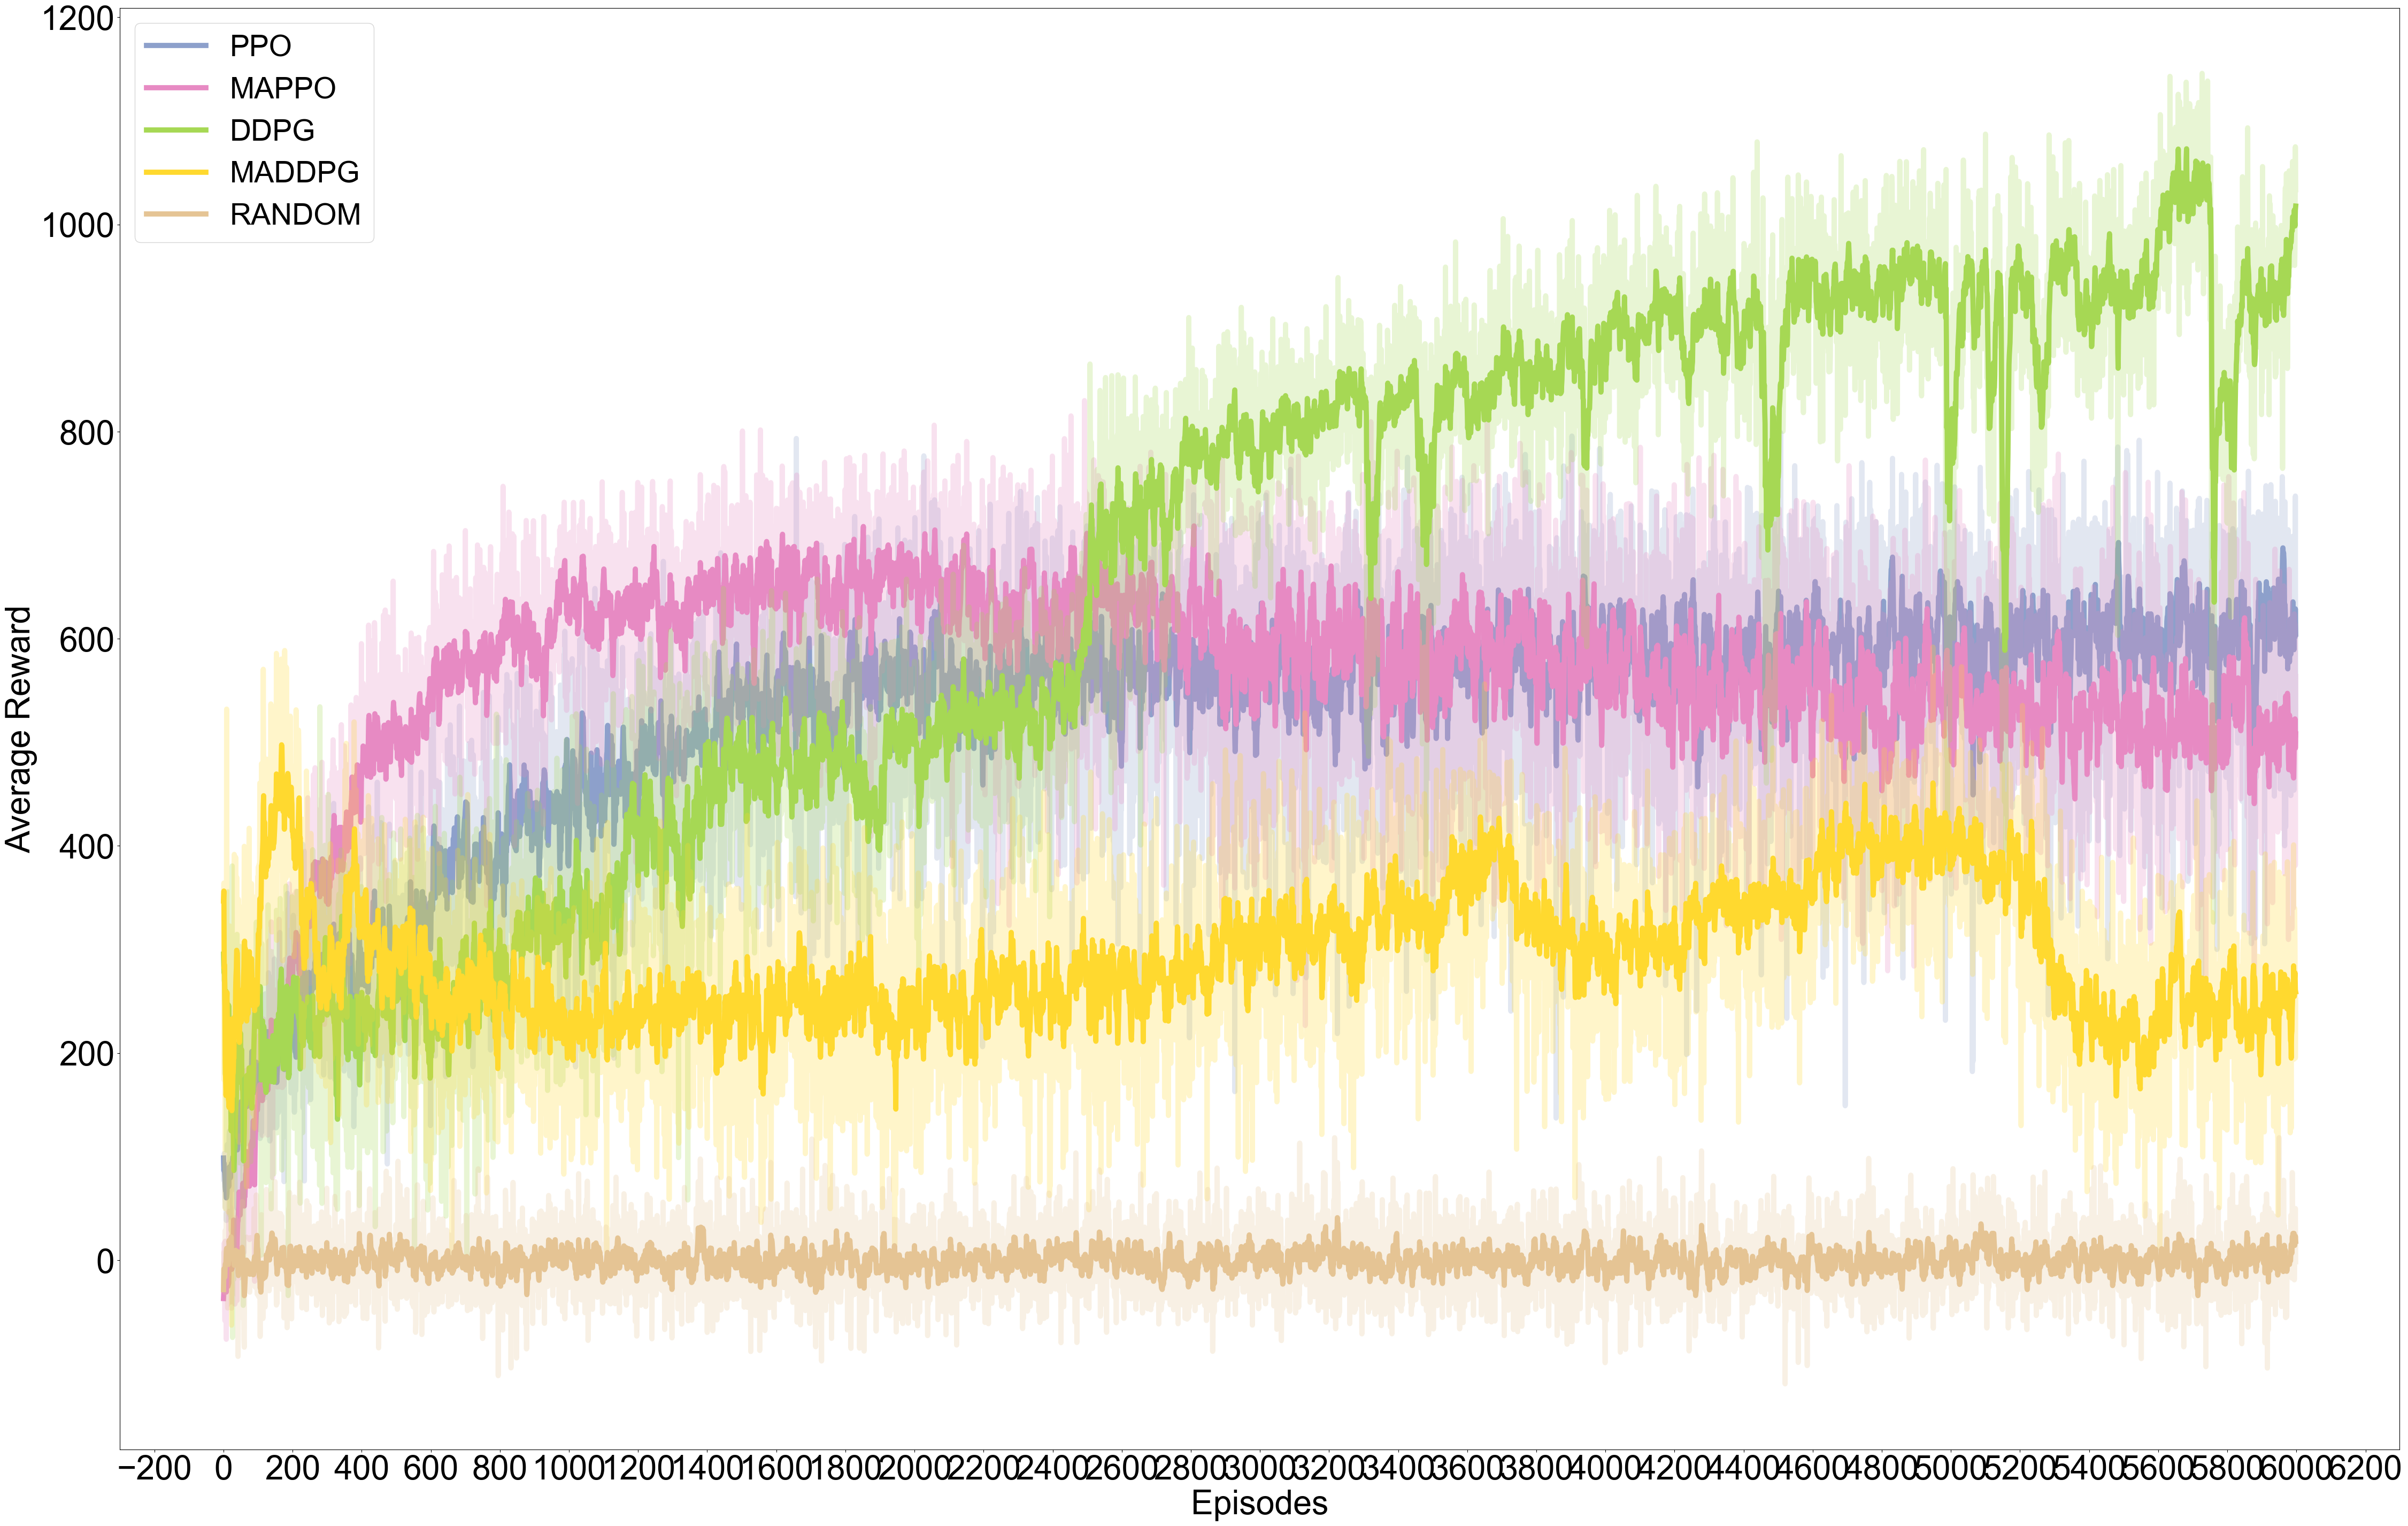 1200
1000
800
600
400
200
0
Average Reward
PPO
MAPPO
DDPG
MADDPG
RANDOM
−200 0 200 400 600 800 1000 1200 1400 1600 1800 2000 2200 2400 2600 2800 3000 3200 3400 3600 3800 4000 4200 4400 4600 4800 5000 5200 5400 5600 5800 6000 6200
Episodes